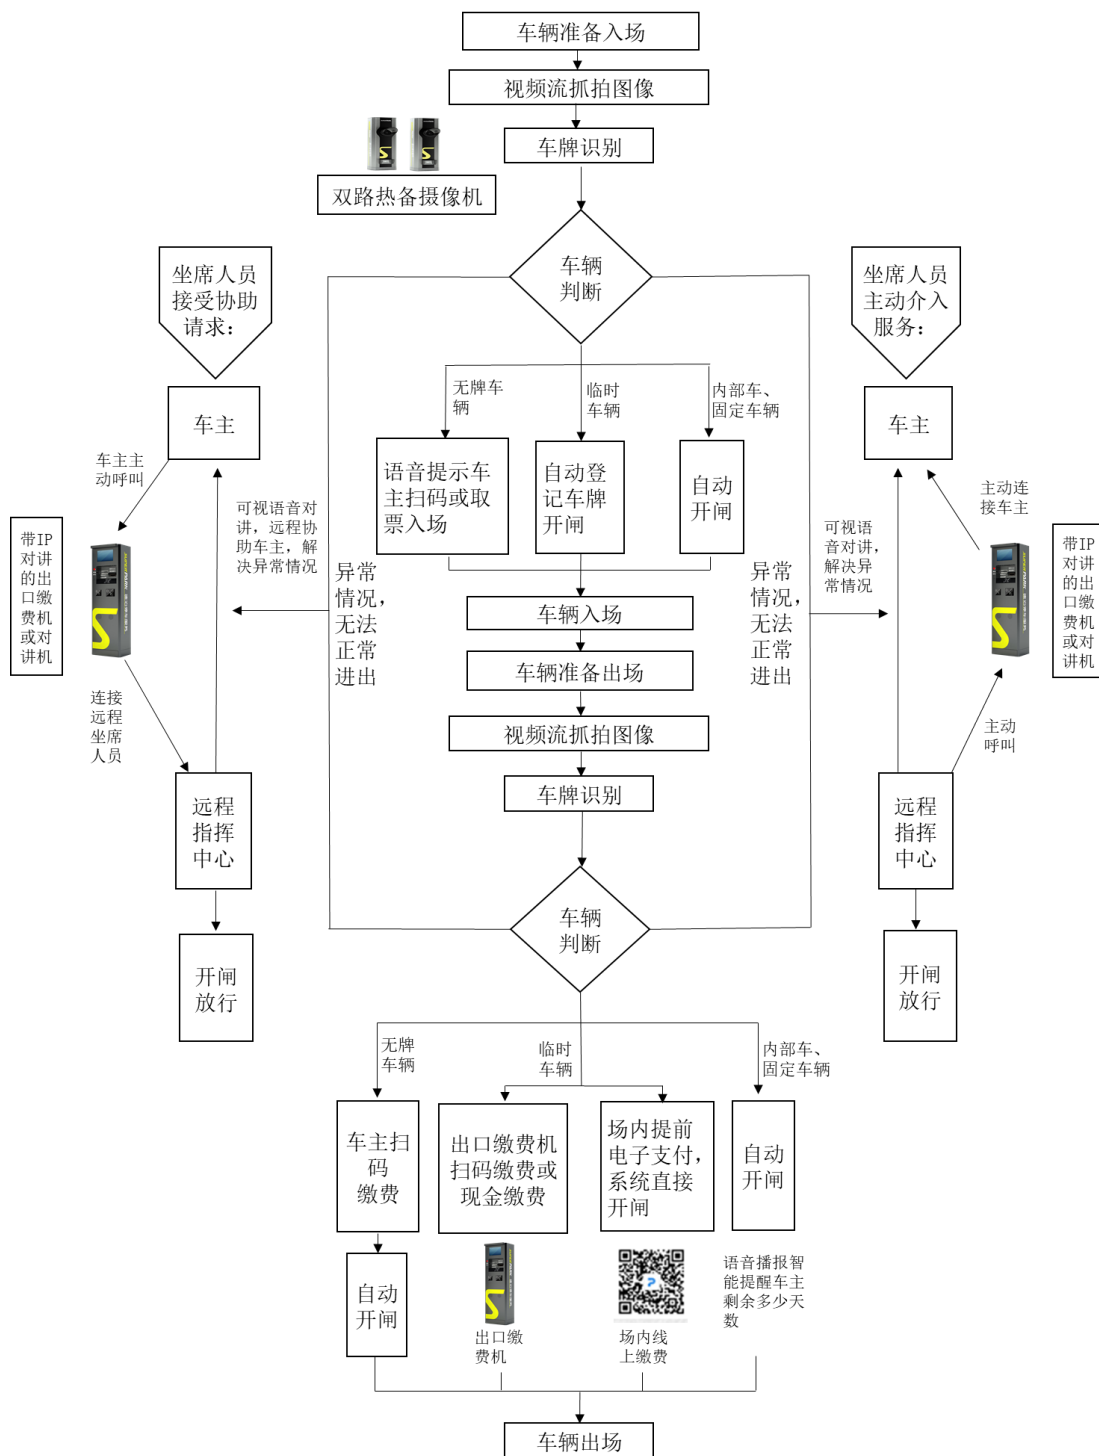 车辆准备入场
视频流抓拍图像
车牌识别
双路热备摄像机
车辆
判断
坐席人员
接受协助
请求：
坐席人员
主动介入
服务：
无牌车
辆
临时
车辆
内部车、
固定车辆
车主
车主
车主主
动呼叫
语音提示车
主扫码或取
票入场
自动登
记车牌
开闸
自动
开闸
主动连
接车主
可视语音对
讲，远程协
助车主，解
决异常情况
可视语
音对讲，
解决异
常情况
带IP
对讲
的出
口缴
费机
或对
讲机
带IP
对讲
的出
口缴
费机
或对
讲机
异常
情况，
无法
正常
进出
异常
情况，
无法
正常
进出
车辆入场
车辆准备出场
视频流抓拍图像
车牌识别
连接
远程
坐席
人员
主动
呼叫
远程
指挥
中心
远程
指挥
中心
车辆
判断
开闸
放行
开闸
放行
无牌
车辆
临时
车辆
内部车、
固定车辆
车主扫
码
缴费
出口缴费机
扫码缴费或
现金缴费
场内提前
电子支付，
系统直接
开闸
自动
开闸
自动
开闸
出口缴
费机
场内线
上缴费
语音播报智
能提醒车主
剩余多少天
数
车辆出场